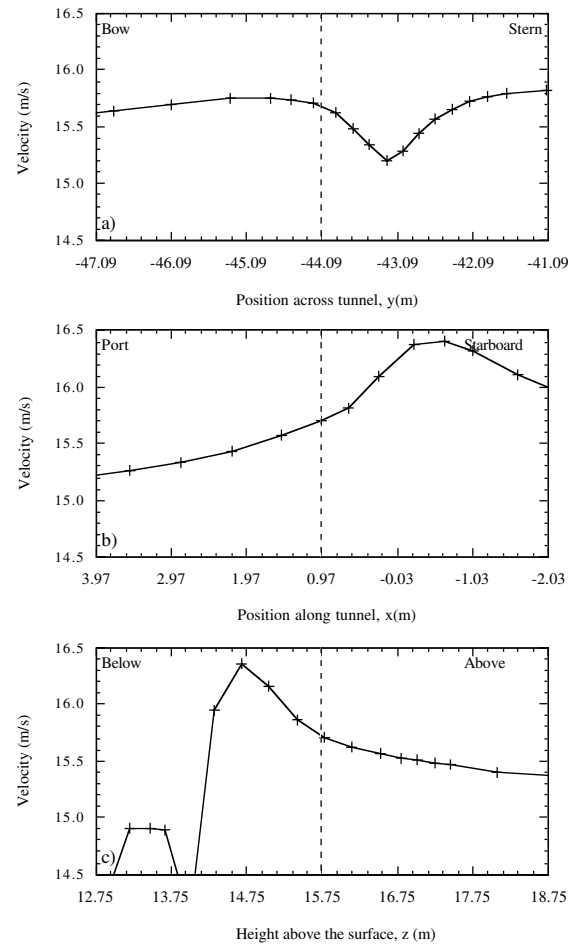 16.5
Bow Stern
16.0
15.5
15.0
14.5
Velocity (m/s)
a)
-47.09 -46.09 -45.09 -44.09 -43.09 -42.09 -41.09
Position across tunnel, y(m)
16.5
Port Starboard
16.0
15.5
15.0
14.5
Velocity (m/s)
b)
3.97 2.97 1.97 0.97 -0.03 -1.03 -2.03
Position along tunnel, x(m)
16.5
Below Above
16.0
15.5
15.0
14.5
Velocity (m/s)
c)
12.75 13.75 14.75 15.75 16.75 17.75 18.75
Height above the surface, z (m)